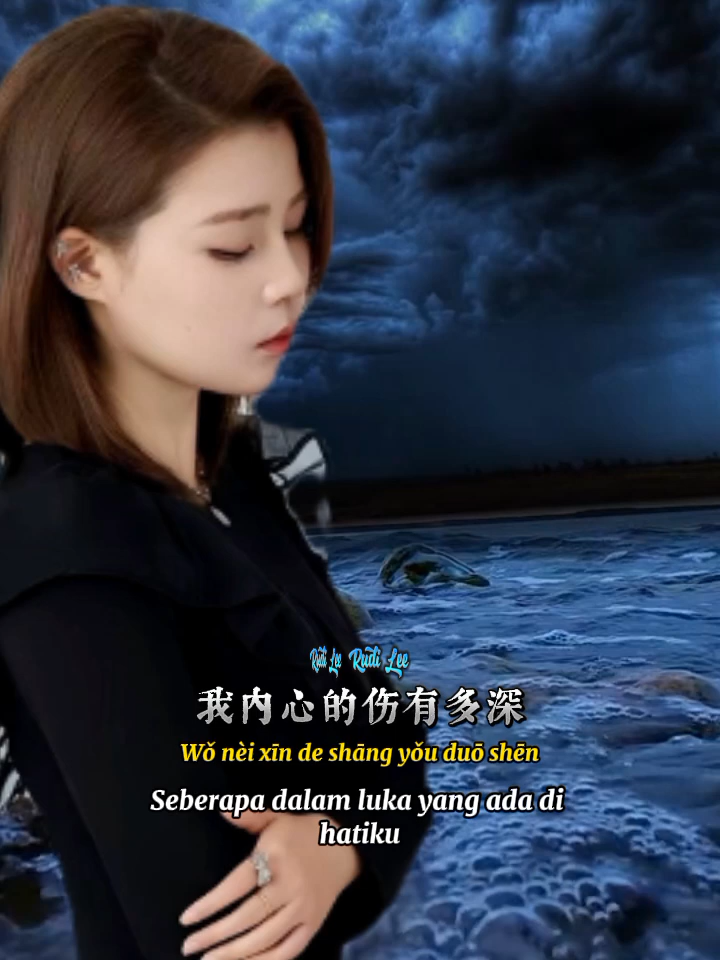 Rudi Lee Rudi Lee
我内心的伤有多深
Wǒ nèi xīn de shāng yǒu duō shēn
Seberapa dalam luka yang ada di
hatiku